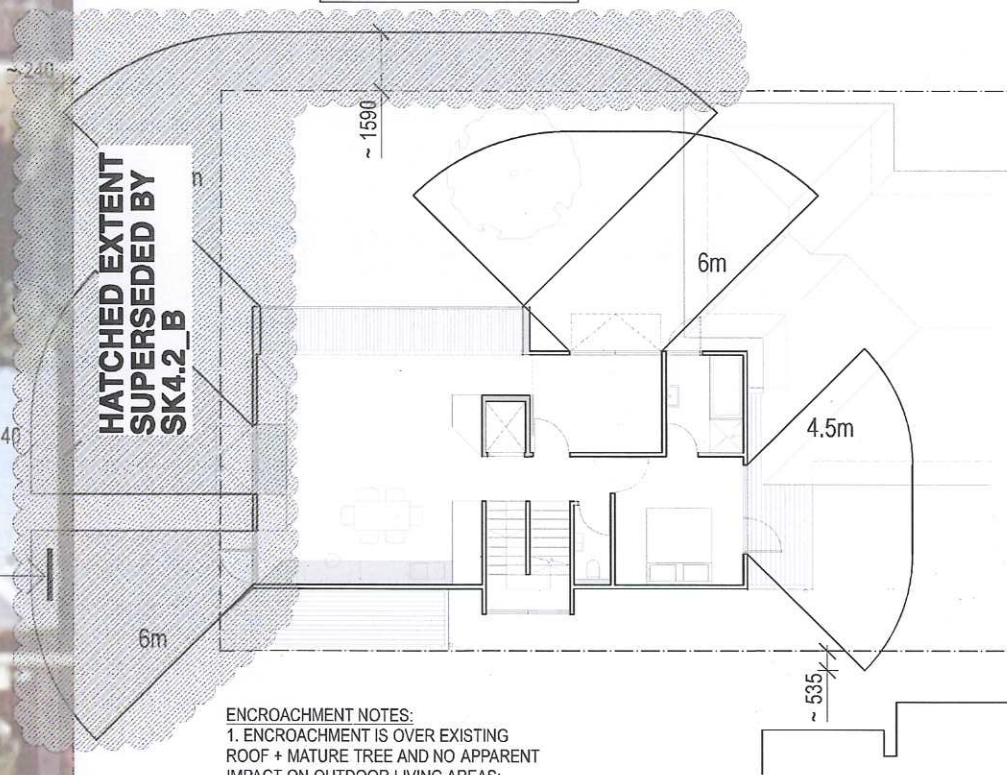 ~ 240
~ 1590
HATCHED EXTENT
SUPERSEDED BY
SK4.2_B
6m
4.5m
40
6m
~ 535
ENCROACHMENT NOTES:
1. ENCROACHMENT IS OVER EXISTING
ROOF + MATURE TREE AND NO APPARENT
IMPACT ON OUTDOOR LIVING AREAS;